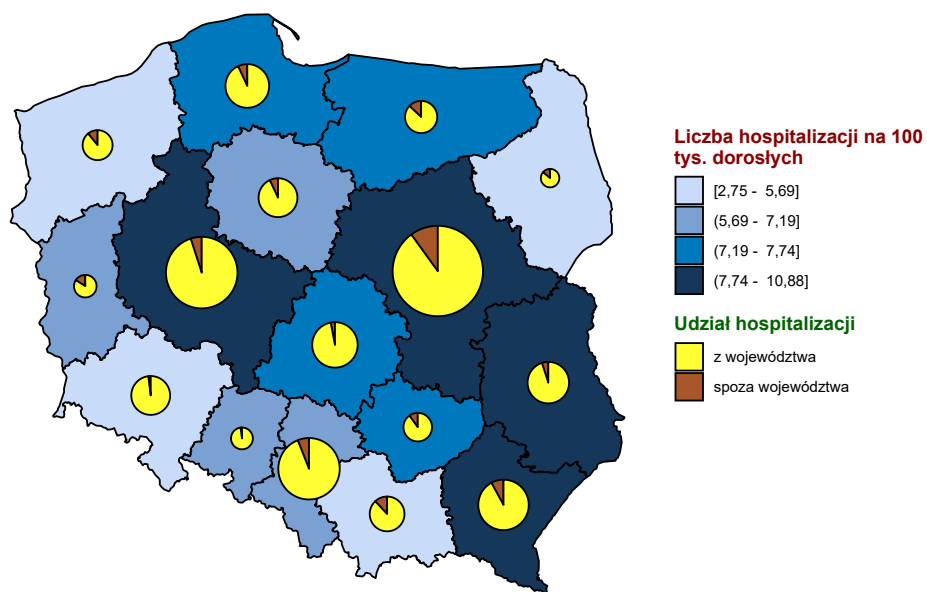 Liczba hospitalizacji na 100
tys. dorosłych
[2,75 - 5,69]
(5,69 - 7,19]
(7,19 - 7,74]
(7,74 - 10,88]
Udział hospitalizacji
z województwa
spoza województwa